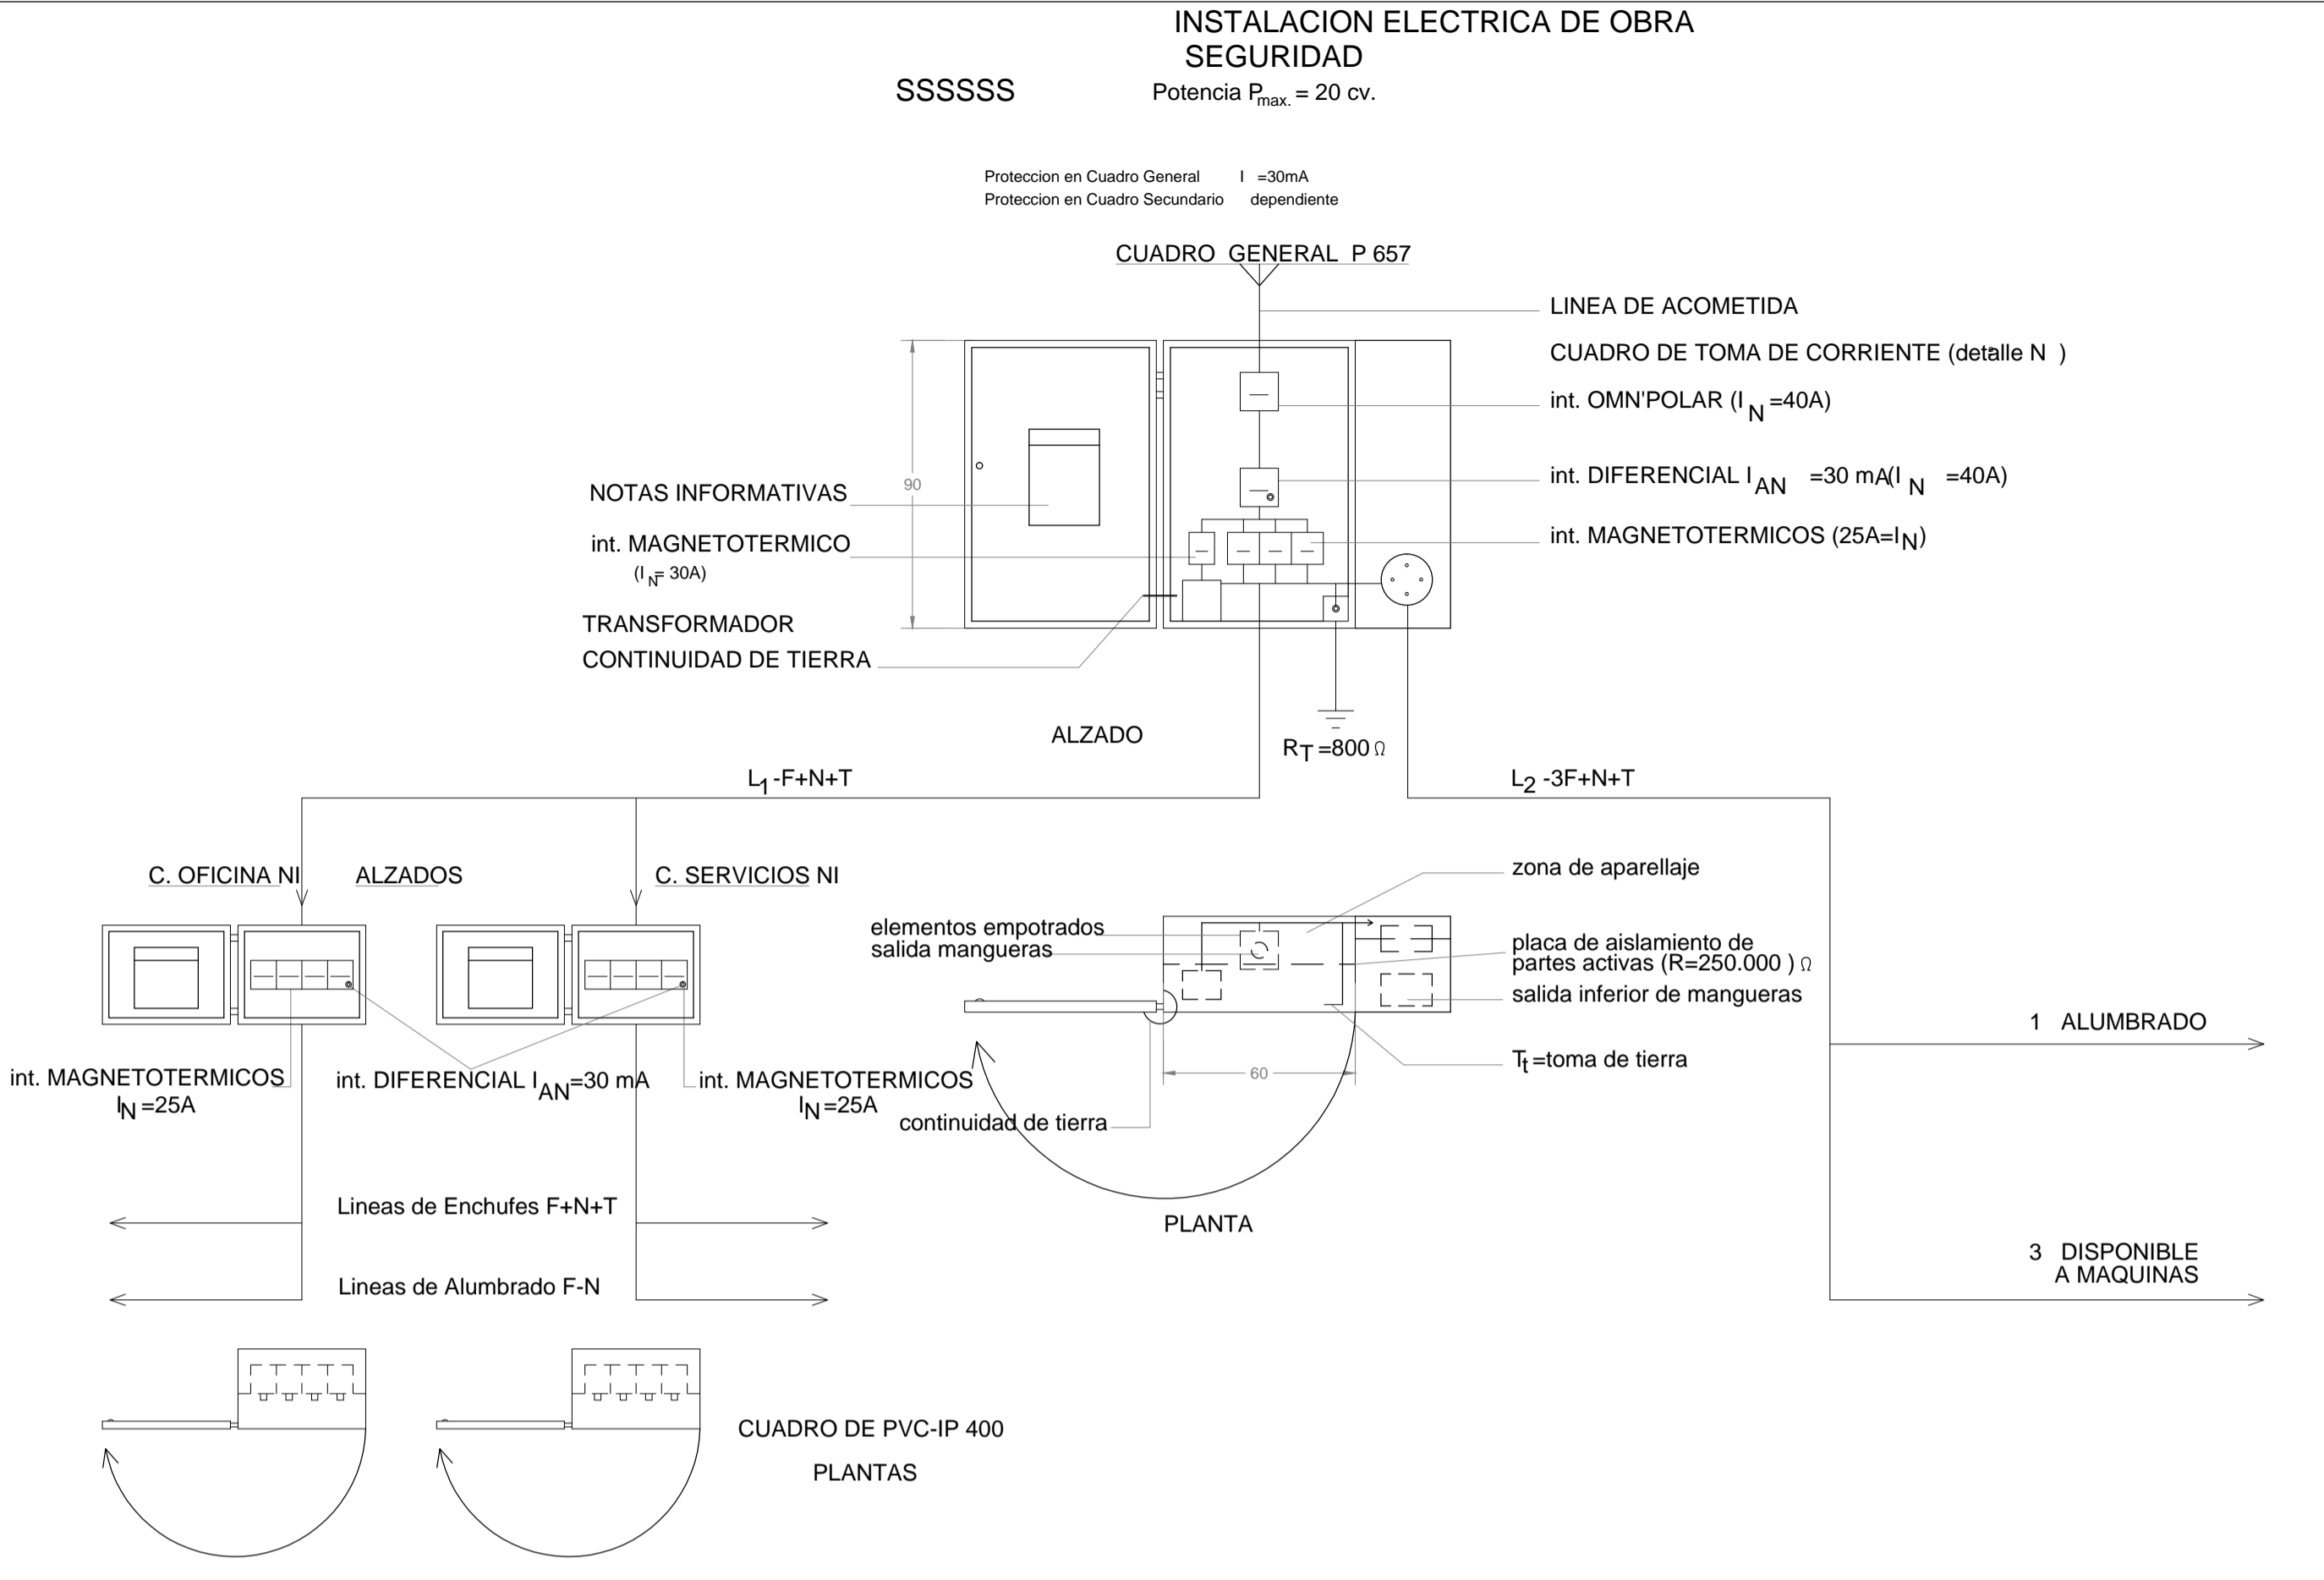 INSTALACION ELECTRICA DE OBRA
SEGURIDAD
SSSSSS
Potencia Pmax. = 20 cv.
Proteccion en Cuadro General I =30mA
Proteccion en Cuadro Secundario dependiente
CUADRO GENERAL P 657
LINEA DE ACOMETIDA
CUADRO DE TOMA DE CORRIENTE (detalle N )
int. OMN'POLAR (I N =40A)
int. DIFERENCIAL I AN =30 mA(I N =40A)
int. MAGNETOTERMICOS (25A=IN)
90
NOTAS INFORMATIVAS
int. MAGNETOTERMICO
(I N= 30A)
TRANSFORMADOR
CONTINUIDAD DE TIERRA
ALZADO
RT =800 Ω
L1 -F+N+T
L2 -3F+N+T
C. OFICINA NI
ALZADOS
C. SERVICIOS NI
int. MAGNETOTERMICOS
IN =25A
int. DIFERENCIAL I AN=30 mA
int. MAGNETOTERMICOS
IN =25A
zona de aparellaje
elementos empotrados
salida mangueras
placa de aislamiento de
partes activas (R=250.000 ) Ω
salida inferior de mangueras
Tt =toma de tierra
60
continuidad de tierra
PLANTA
1 ALUMBRADO
3 DISPONIBLE
A MAQUINAS
Lineas de Enchufes F+N+T
Lineas de Alumbrado F-N
CUADRO DE PVC-IP 400
PLANTAS